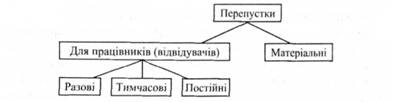 Перепустки
Для працівників (відвідувачів)
Матеріальні
Разові
Тимчасові
Постійні